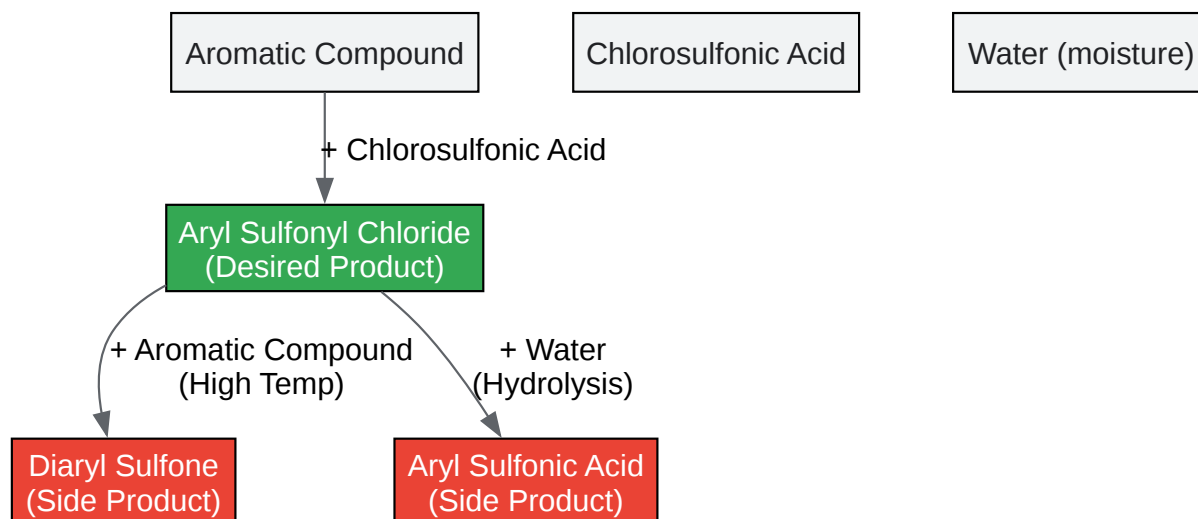 Aromatic Compound
Chlorosulfonic Acid
Water (moisture)
+ Chlorosulfonic Acid
Aryl Sulfonyl Chloride
(Desired Product)
+ Aromatic Compound
(High Temp)
+ Water
(Hydrolysis)
Diaryl Sulfone
(Side Product)
Aryl Sulfonic Acid
(Side Product)